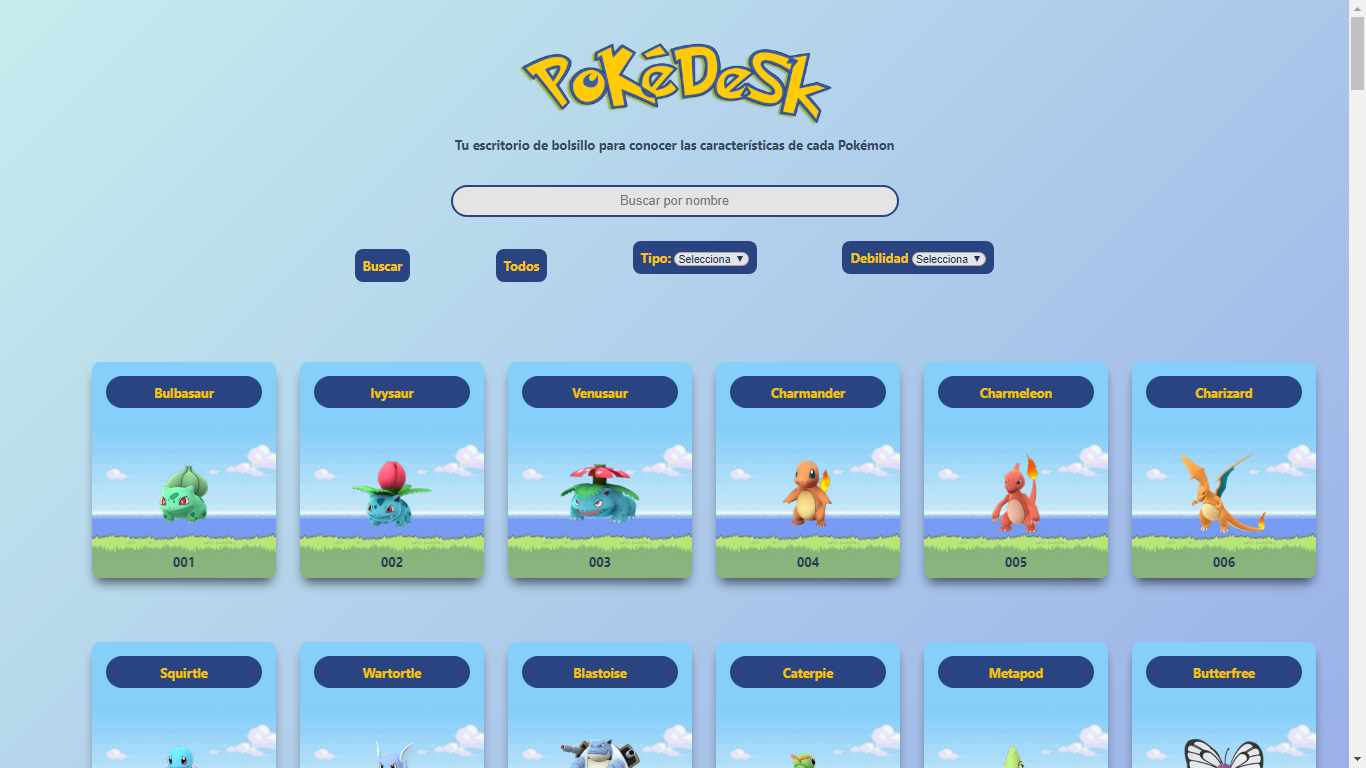 PoKéDeSk
Tu escritorio de bolsillo para conocer las características de cada Pokémon
Buscar por nombre
Buscar
Todos
Tipo: Selecciona
Debilidad Selecciona
Bulbasaur
Ivysaur
Venusaur
Charmander
Charmeleon
Charizard
001
002
003
004
005
006
Squirtle
Wartortle
Blastoise
Caterpie
Metapod
Butterfree